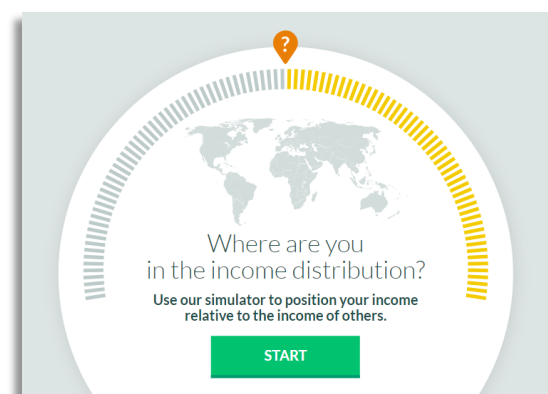 ?
Where are you
in the income distribution?
Use our simulator to position your income
relative to the income of others.
START